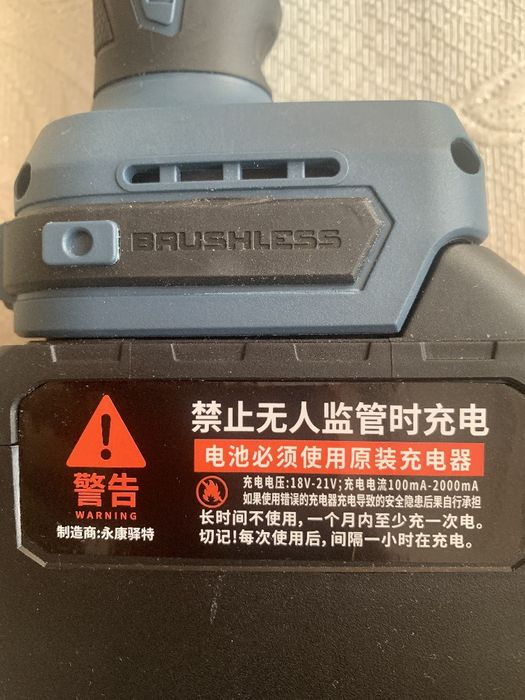 BRUSHLESS
禁止无人监管时充电
电池必须使用原装充电器
充电电压:18V-21V;充电电流100mA-2000mA
如果使用错误的充电器充电导致的安全隐患后果自行承担
长时间不使用,一个月内至少充一次电。
切记!每次使用后,间隔一小时在充电。
警告
WARNING
制造商:永康驿特